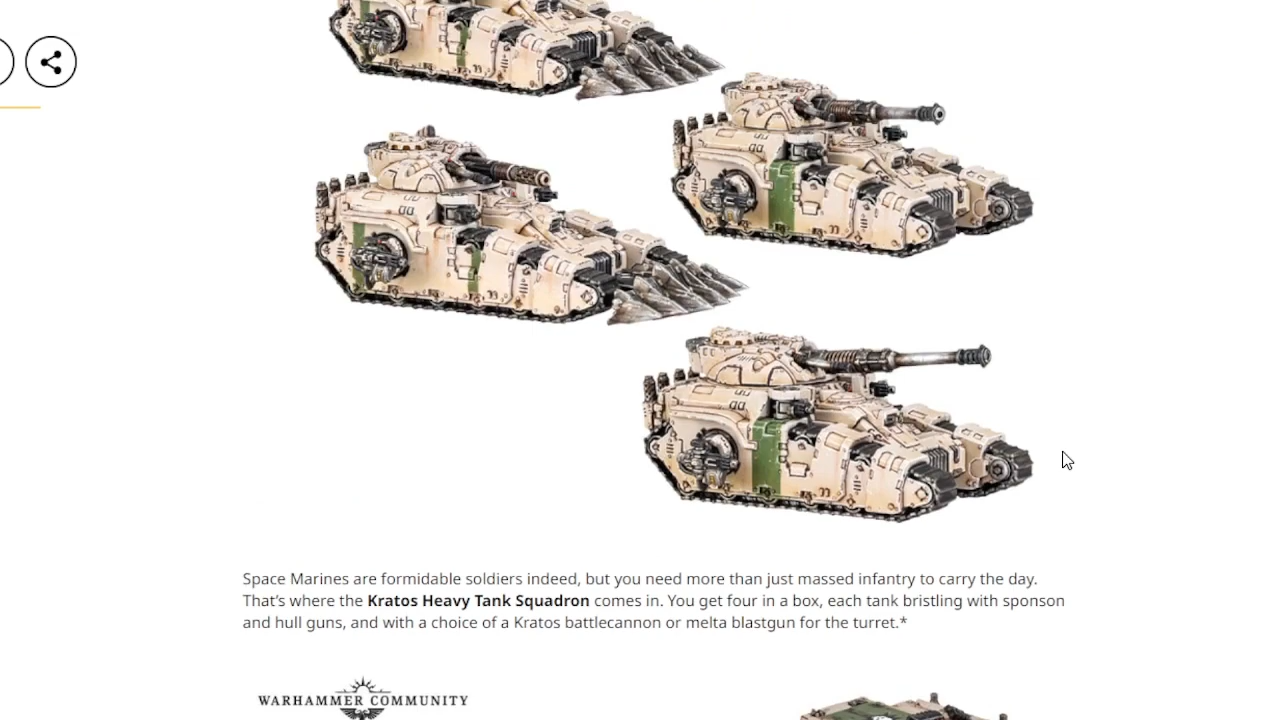 Space Marines are formidable soldiers indeed, but you need more than just massed infantry to carry the day.
That’s where the Kratos Heavy Tank Squadron comes in. You get four in a box, each tank bristling with sponson
and hull guns, and with a choice of a Kratos battlecannon or melta blastgun for the turret.*
WARHAMMER COMMUNITY